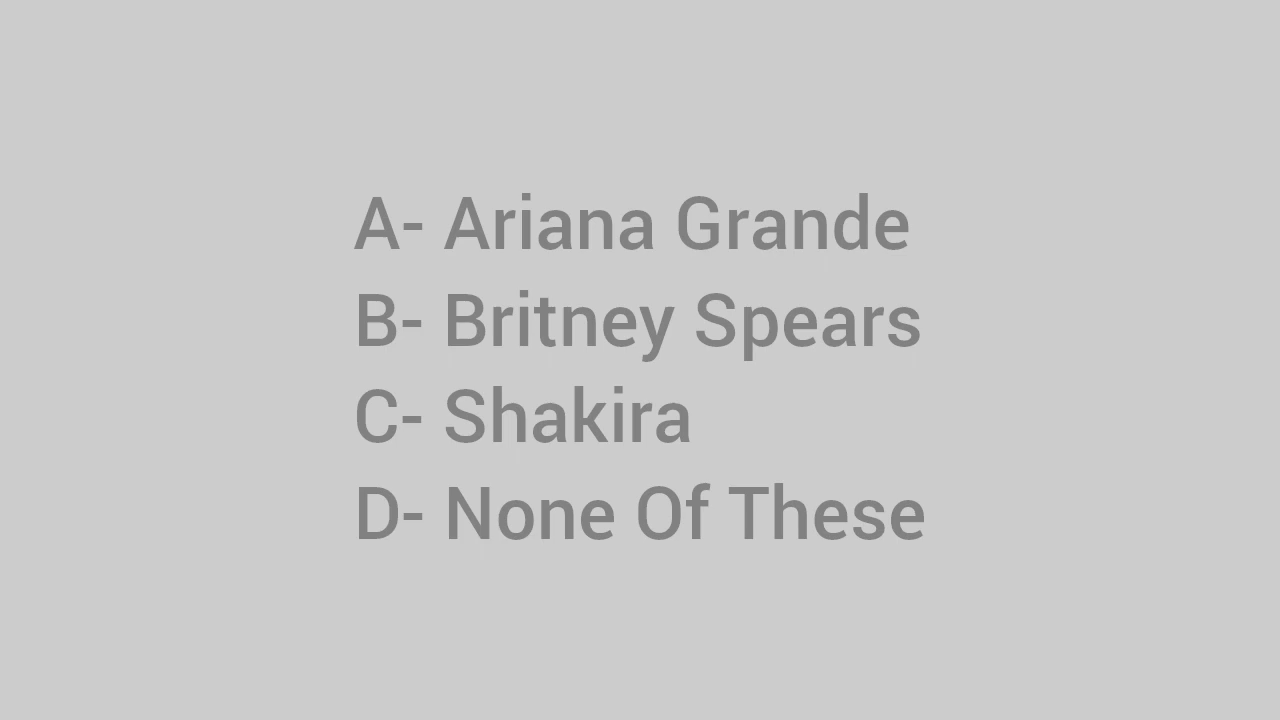 A- Ariana Grande
B- Britney Spears
C- Shakira
D- None Of These